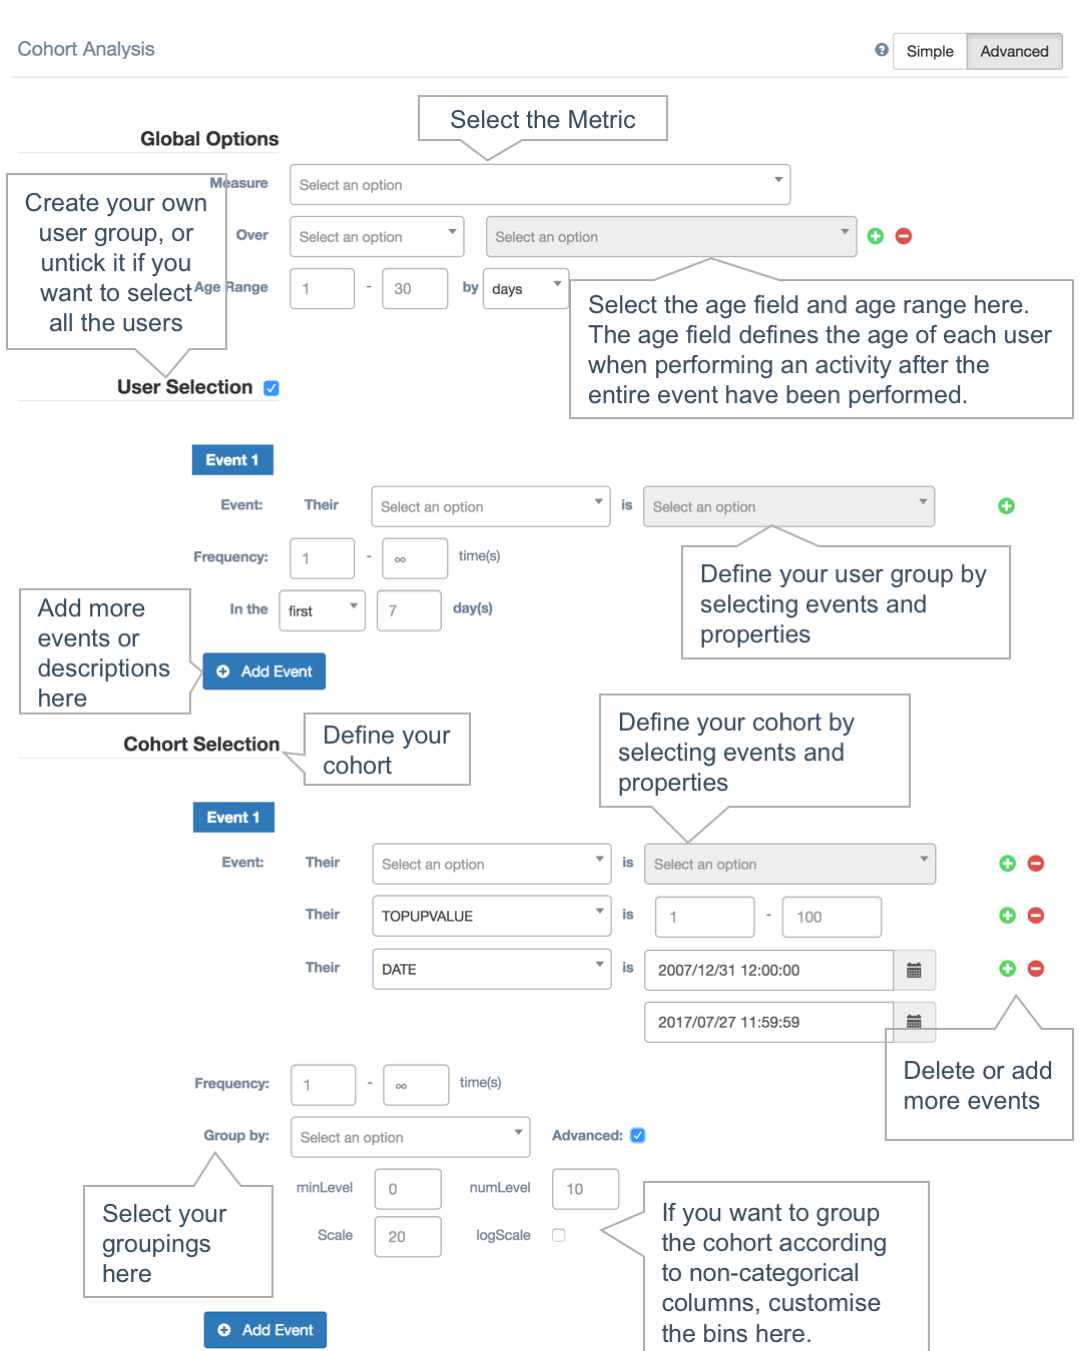 Cohort Analysis
Simple
Advanced
Select the Metric
Global Options
Measure
Select an option
Create your own
user group, or
untick it if you
want to select
all the users
Over
Select an option
Select an option
Age Range
1 - 30 by days
Select the age field and age range here.
The age field defines the age of each user
when performing an activity after the
entire event have been performed.
User Selection
Event 1
Event: Their Select an option is Select an option
Frequency: 1 - ∞ time(s)
Define your user group by
selecting events and
properties
In the first 7 day(s)
Add more
events or
descriptions
here
Add Event
Cohort Selection
Define your
cohort
Define your cohort by
selecting events and
properties
Event 1
Event: Their Select an option is Select an option
Their TOPUPVALUE is 1 - 100
Their DATE is 2007/12/31 12:00:00
2017/07/27 11:59:59
Delete or add
more events
Frequency: 1 - ∞ time(s)
Group by: Select an option Advanced:
minLevel 0 numLevel 10
Scale 20 logScale
Select your
groupings
here
If you want to group
the cohort according
to non-categorical
columns, customise
the bins here.
Add Event